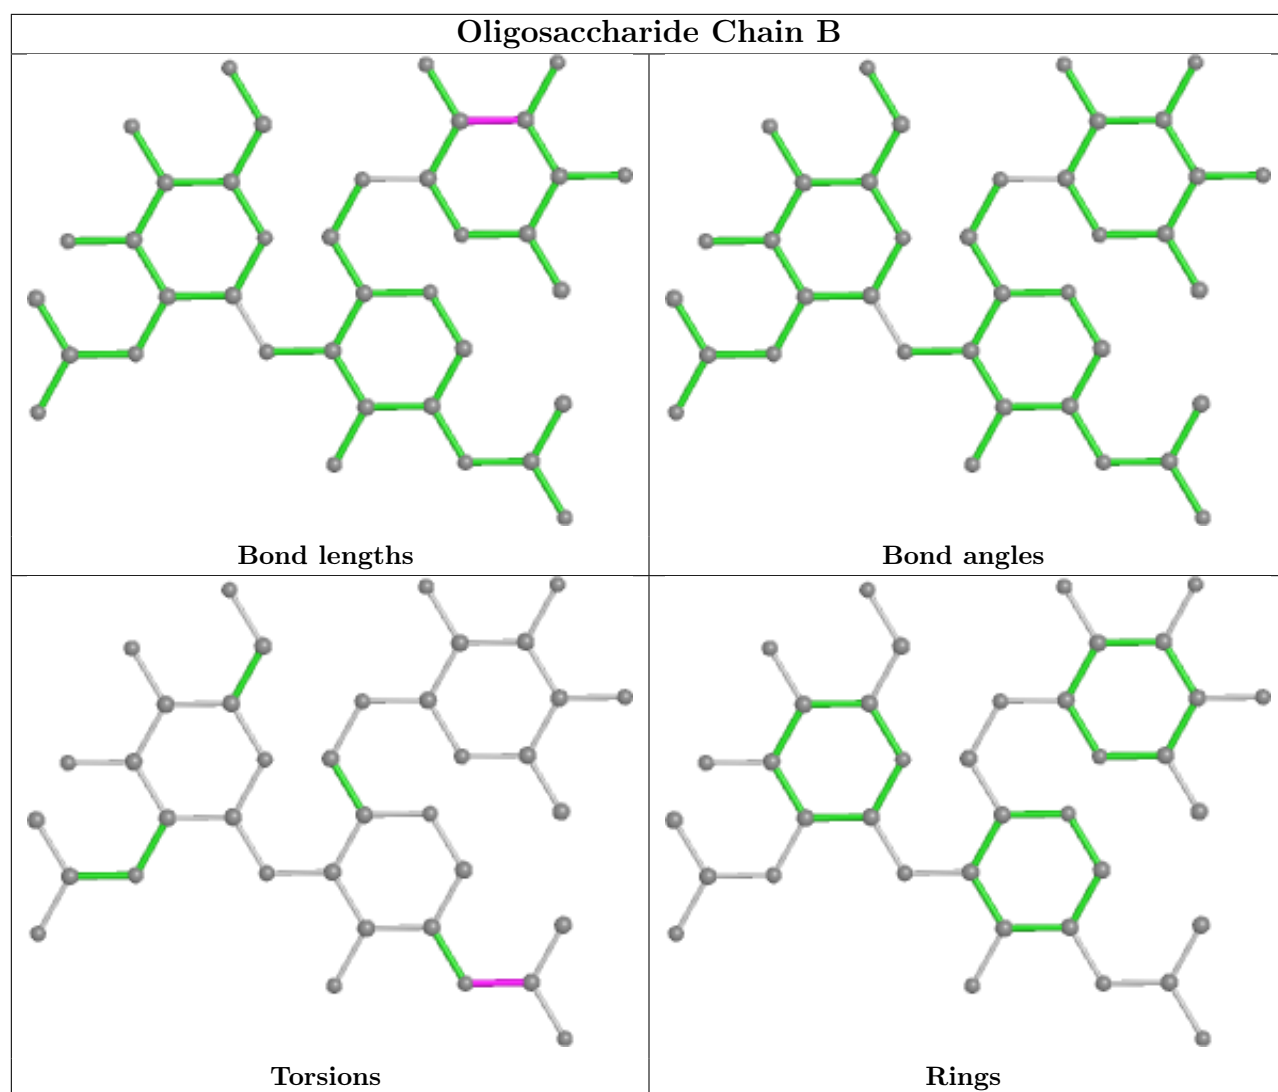 Oligosaccharide Chain B
Bond lengths
Bond angles
Torsions
Rings